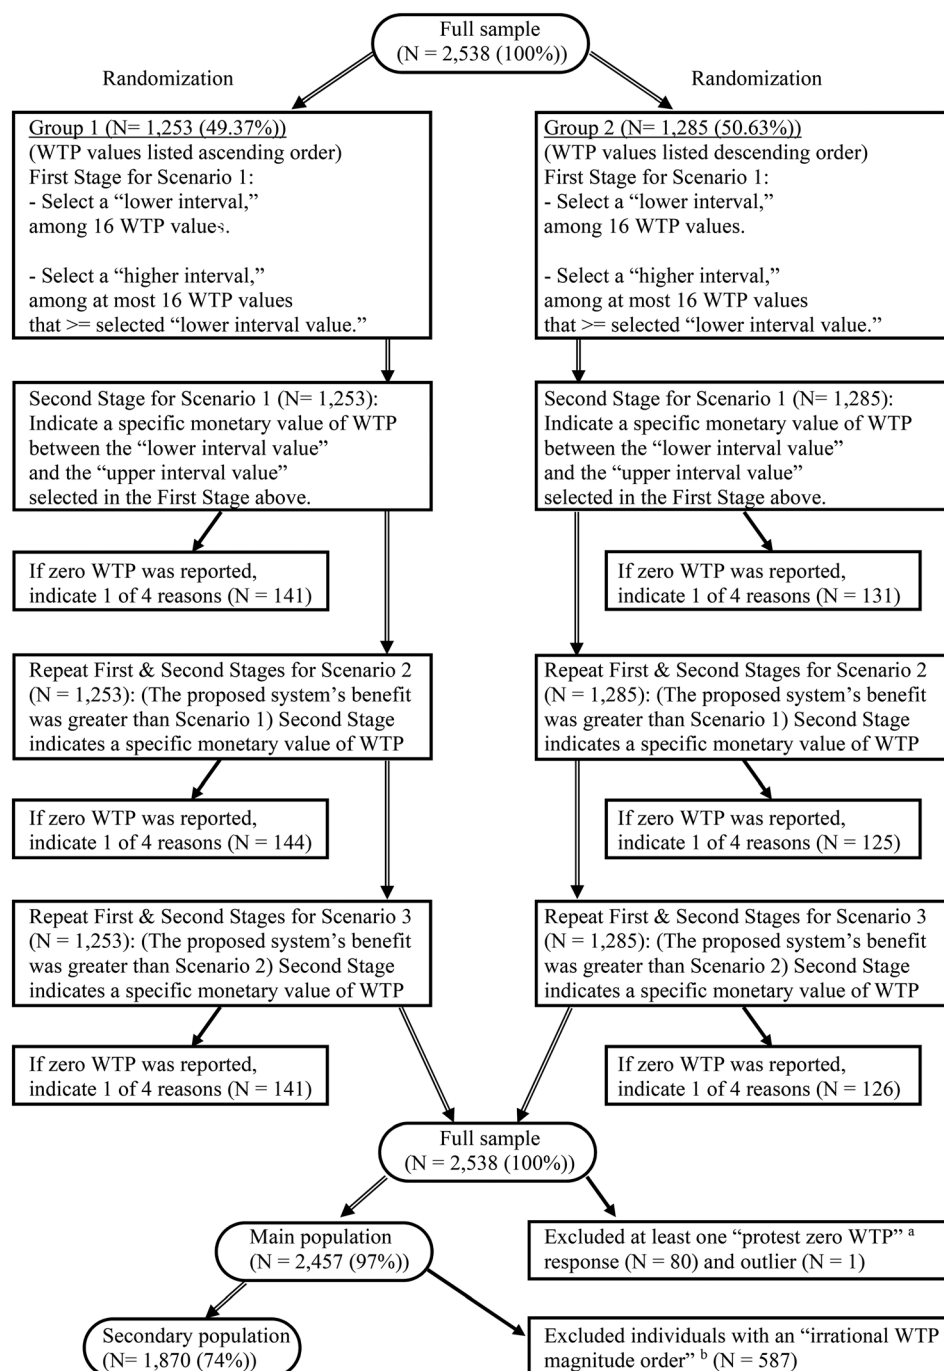 Full sample
(N = 2,538 (100%))
Randomization
Randomization
Group 1 (N= 1,253 (49.37%))
(WTP values listed ascending order)
First Stage for Scenario 1:
- Select a “lower interval,”
among 16 WTP values.
- Select a “higher interval,”
among at most 16 WTP values
that >= selected “lower interval value.”
Group 2 (N= 1,285 (50.63%))
(WTP values listed descending order)
First Stage for Scenario 1:
- Select a “lower interval,”
among 16 WTP values.
- Select a “higher interval,”
among at most 16 WTP values
that >= selected “lower interval value.”
Second Stage for Scenario 1 (N= 1,253):
Indicate a specific monetary value of WTP
between the “lower interval value”
and the “upper interval value”
selected in the First Stage above.
Second Stage for Scenario 1 (N= 1,285):
Indicate a specific monetary value of WTP
between the “lower interval value”
and the “upper interval value”
selected in the First Stage above.
If zero WTP was reported,
indicate 1 of 4 reasons (N = 141)
If zero WTP was reported,
indicate 1 of 4 reasons (N = 131)
Repeat First & Second Stages for Scenario 2
(N = 1,253): (The proposed system’s benefit
was greater than Scenario 1) Second Stage
indicates a specific monetary value of WTP
Repeat First & Second Stages for Scenario 2
(N = 1,285): (The proposed system’s benefit
was greater than Scenario 1) Second Stage
indicates a specific monetary value of WTP
If zero WTP was reported,
indicate 1 of 4 reasons (N = 144)
If zero WTP was reported,
indicate 1 of 4 reasons (N = 125)
Repeat First & Second Stages for Scenario 3
(N = 1,253): (The proposed system’s benefit
was greater than Scenario 2) Second Stage
indicates a specific monetary value of WTP
Repeat First & Second Stages for Scenario 3
(N = 1,285): (The proposed system’s benefit
was greater than Scenario 2) Second Stage
indicates a specific monetary value of WTP
If zero WTP was reported,
indicate 1 of 4 reasons (N = 141)
If zero WTP was reported,
indicate 1 of 4 reasons (N = 126)
Full sample
(N = 2,538 (100%))
Main population
(N = 2,457 (97%))
Excluded at least one “protest zero WTP” a
response (N = 80) and outlier (N = 1)
Secondary population
(N= 1,870 (74%))
Excluded individuals with an “irrational WTP
magnitude order” b (N = 587)